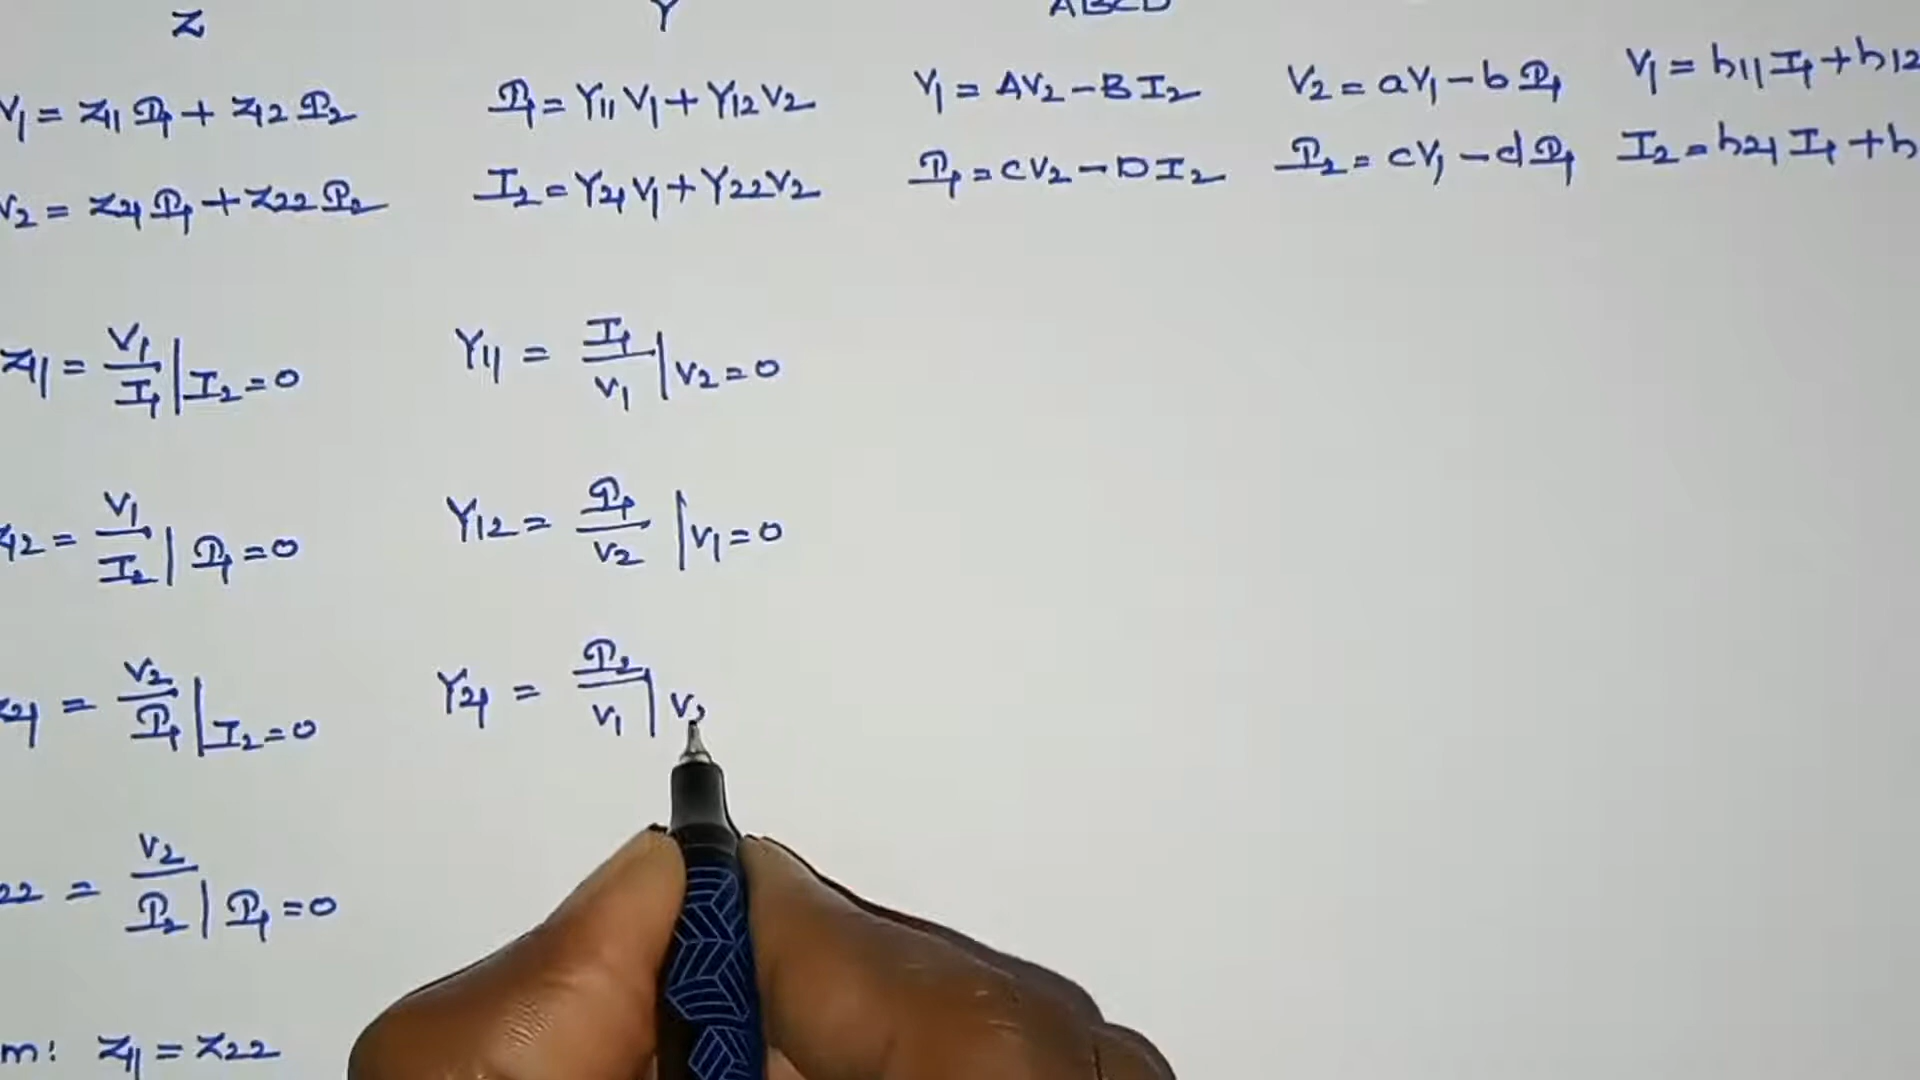 Z Y ABCD
V1 = Z11 I1 + Z12 I2
V2 = Z21 I1 + Z22 I2
I1 = Y11 V1 + Y12 V2
I2 = Y21 V1 + Y22 V2
V1 = AV2 - BI2
I1 = CV2 - DI2
V2 = aV1 - bI1
I2 = cV1 - dI1
V1 = h11 I1 + h12
I2 = h21 I1 + h
Z11 = V1/I1 | I2 = 0
Z12 = V1/I2 | I1 = 0
Z21 = V2/I1 | I2 = 0
22 = V2/I2 | I1 = 0
m: Z11 = Z22
Y11 = I1/V1 | V2 = 0
Y12 = I1/V2 | V1 = 0
Y21 = I2/V1 | V2